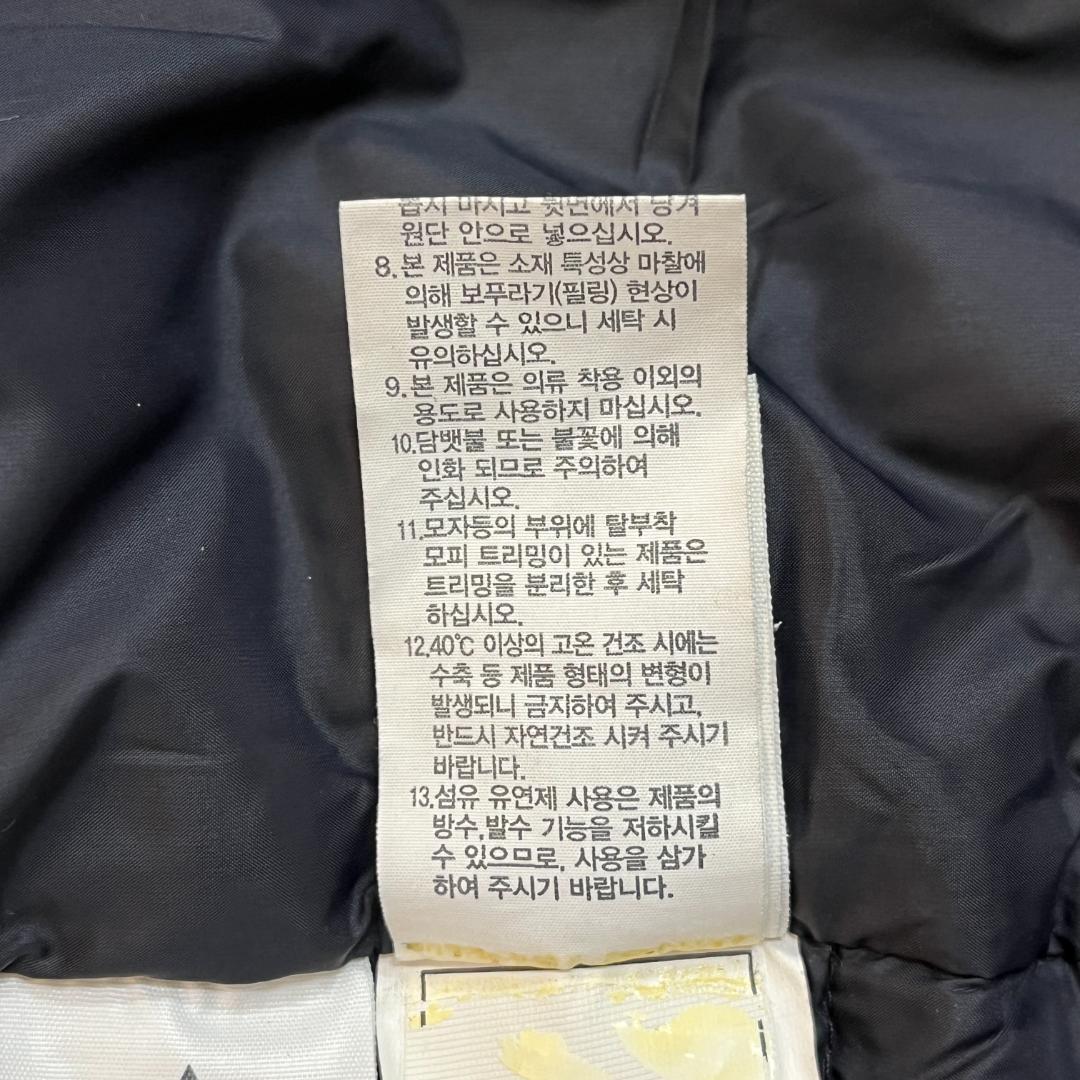 뽑지 마시고 뒷면에서 당겨
원단 안으로 넣으십시오.
8.본 제품은 소재 특성상 마찰에
의해 보푸라기(필링) 현상이
발생할 수 있으니 세탁 시
유의하십시오.
9.본 제품은 의류 착용 이외의
용도로 사용하지 마십시오.
10.담뱃불 또는 불꽃에 의해
인화 되므로 주의하여
주십시오.
11.모자등의 부위에 탈부착
모피 트리밍이 있는 제품은
트리밍을 분리한 후 세탁
하십시오.
12.40℃ 이상의 고온 건조 시에는
수축 등 제품 형태의 변형이
발생되니 금지하여 주시고,
반드시 자연건조 시켜 주시기
바랍니다.
13.섬유 유연제 사용은 제품의
방수,발수 기능을 저하시킬
수 있으므로, 사용을 삼가
하여 주시기 바랍니다.